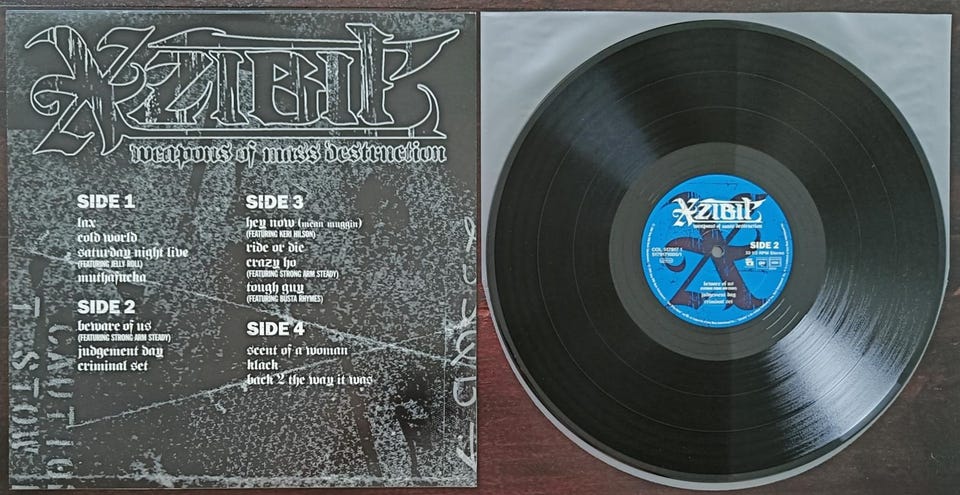 XZIBIT
weapons of mass destruction
SIDE 1
lax
cold world
saturday night live
(FEATURING JELLY ROLL)
muthafucka
SIDE 2
beware of us
(FEATURING STRONG ARM STEADY)
judgement day
criminal set
SIDE 3
hey now (mean muggin)
(FEATURING KERI HILSON)
ride or die
crazy ho
(FEATURING STRONG ARM STEADY)
tough guy
(FEATURING BUSTA RHYMES)
SIDE 4
scent of a woman
klack
back 2 the way it was
XZIBIT
weapons of mass destruction
SIDE 2
33 1/3 RPM Stereo
COL 517917 1
beware of us
judgement day
criminal set